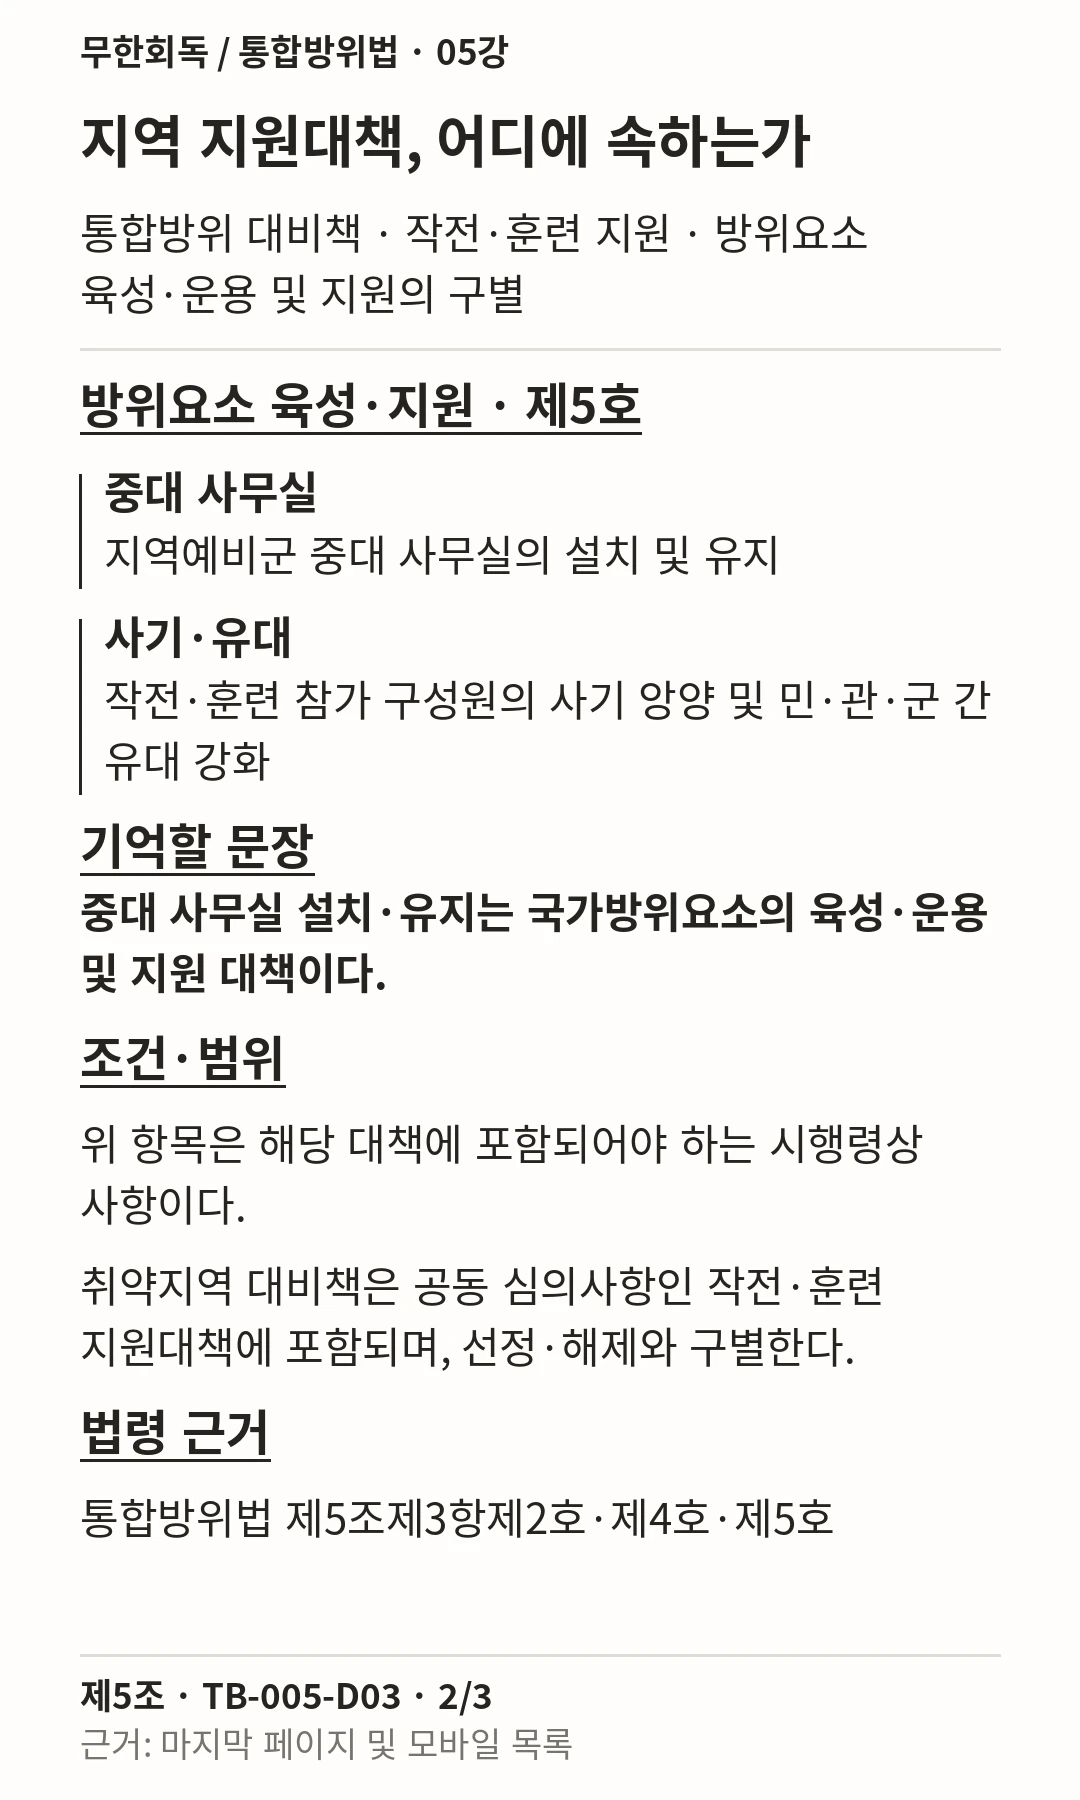 무한회독 / 통합방위법 · 05강
지역 지원대책, 어디에 속하는가
통합방위 대비책 · 작전·훈련 지원 · 방위요소
육성·운용 및 지원의 구별
방위요소 육성·지원 · 제5호
중대 사무실
지역예비군 중대 사무실의 설치 및 유지
사기·유대
작전·훈련 참가 구성원의 사기 앙양 및 민·관·군 간
유대 강화
기억할 문장
중대 사무실 설치·유지는 국가방위요소의 육성·운용
및 지원 대책이다.
조건·범위
위 항목은 해당 대책에 포함되어야 하는 시행령상
사항이다.
취약지역 대비책은 공동 심의사항인 작전·훈련
지원대책에 포함되며, 선정·해제와 구별한다.
법령 근거
통합방위법 제5조제3항제2호·제4호·제5호
제5조 · TB-005-D03 · 2/3
근거: 마지막 페이지 및 모바일 목록